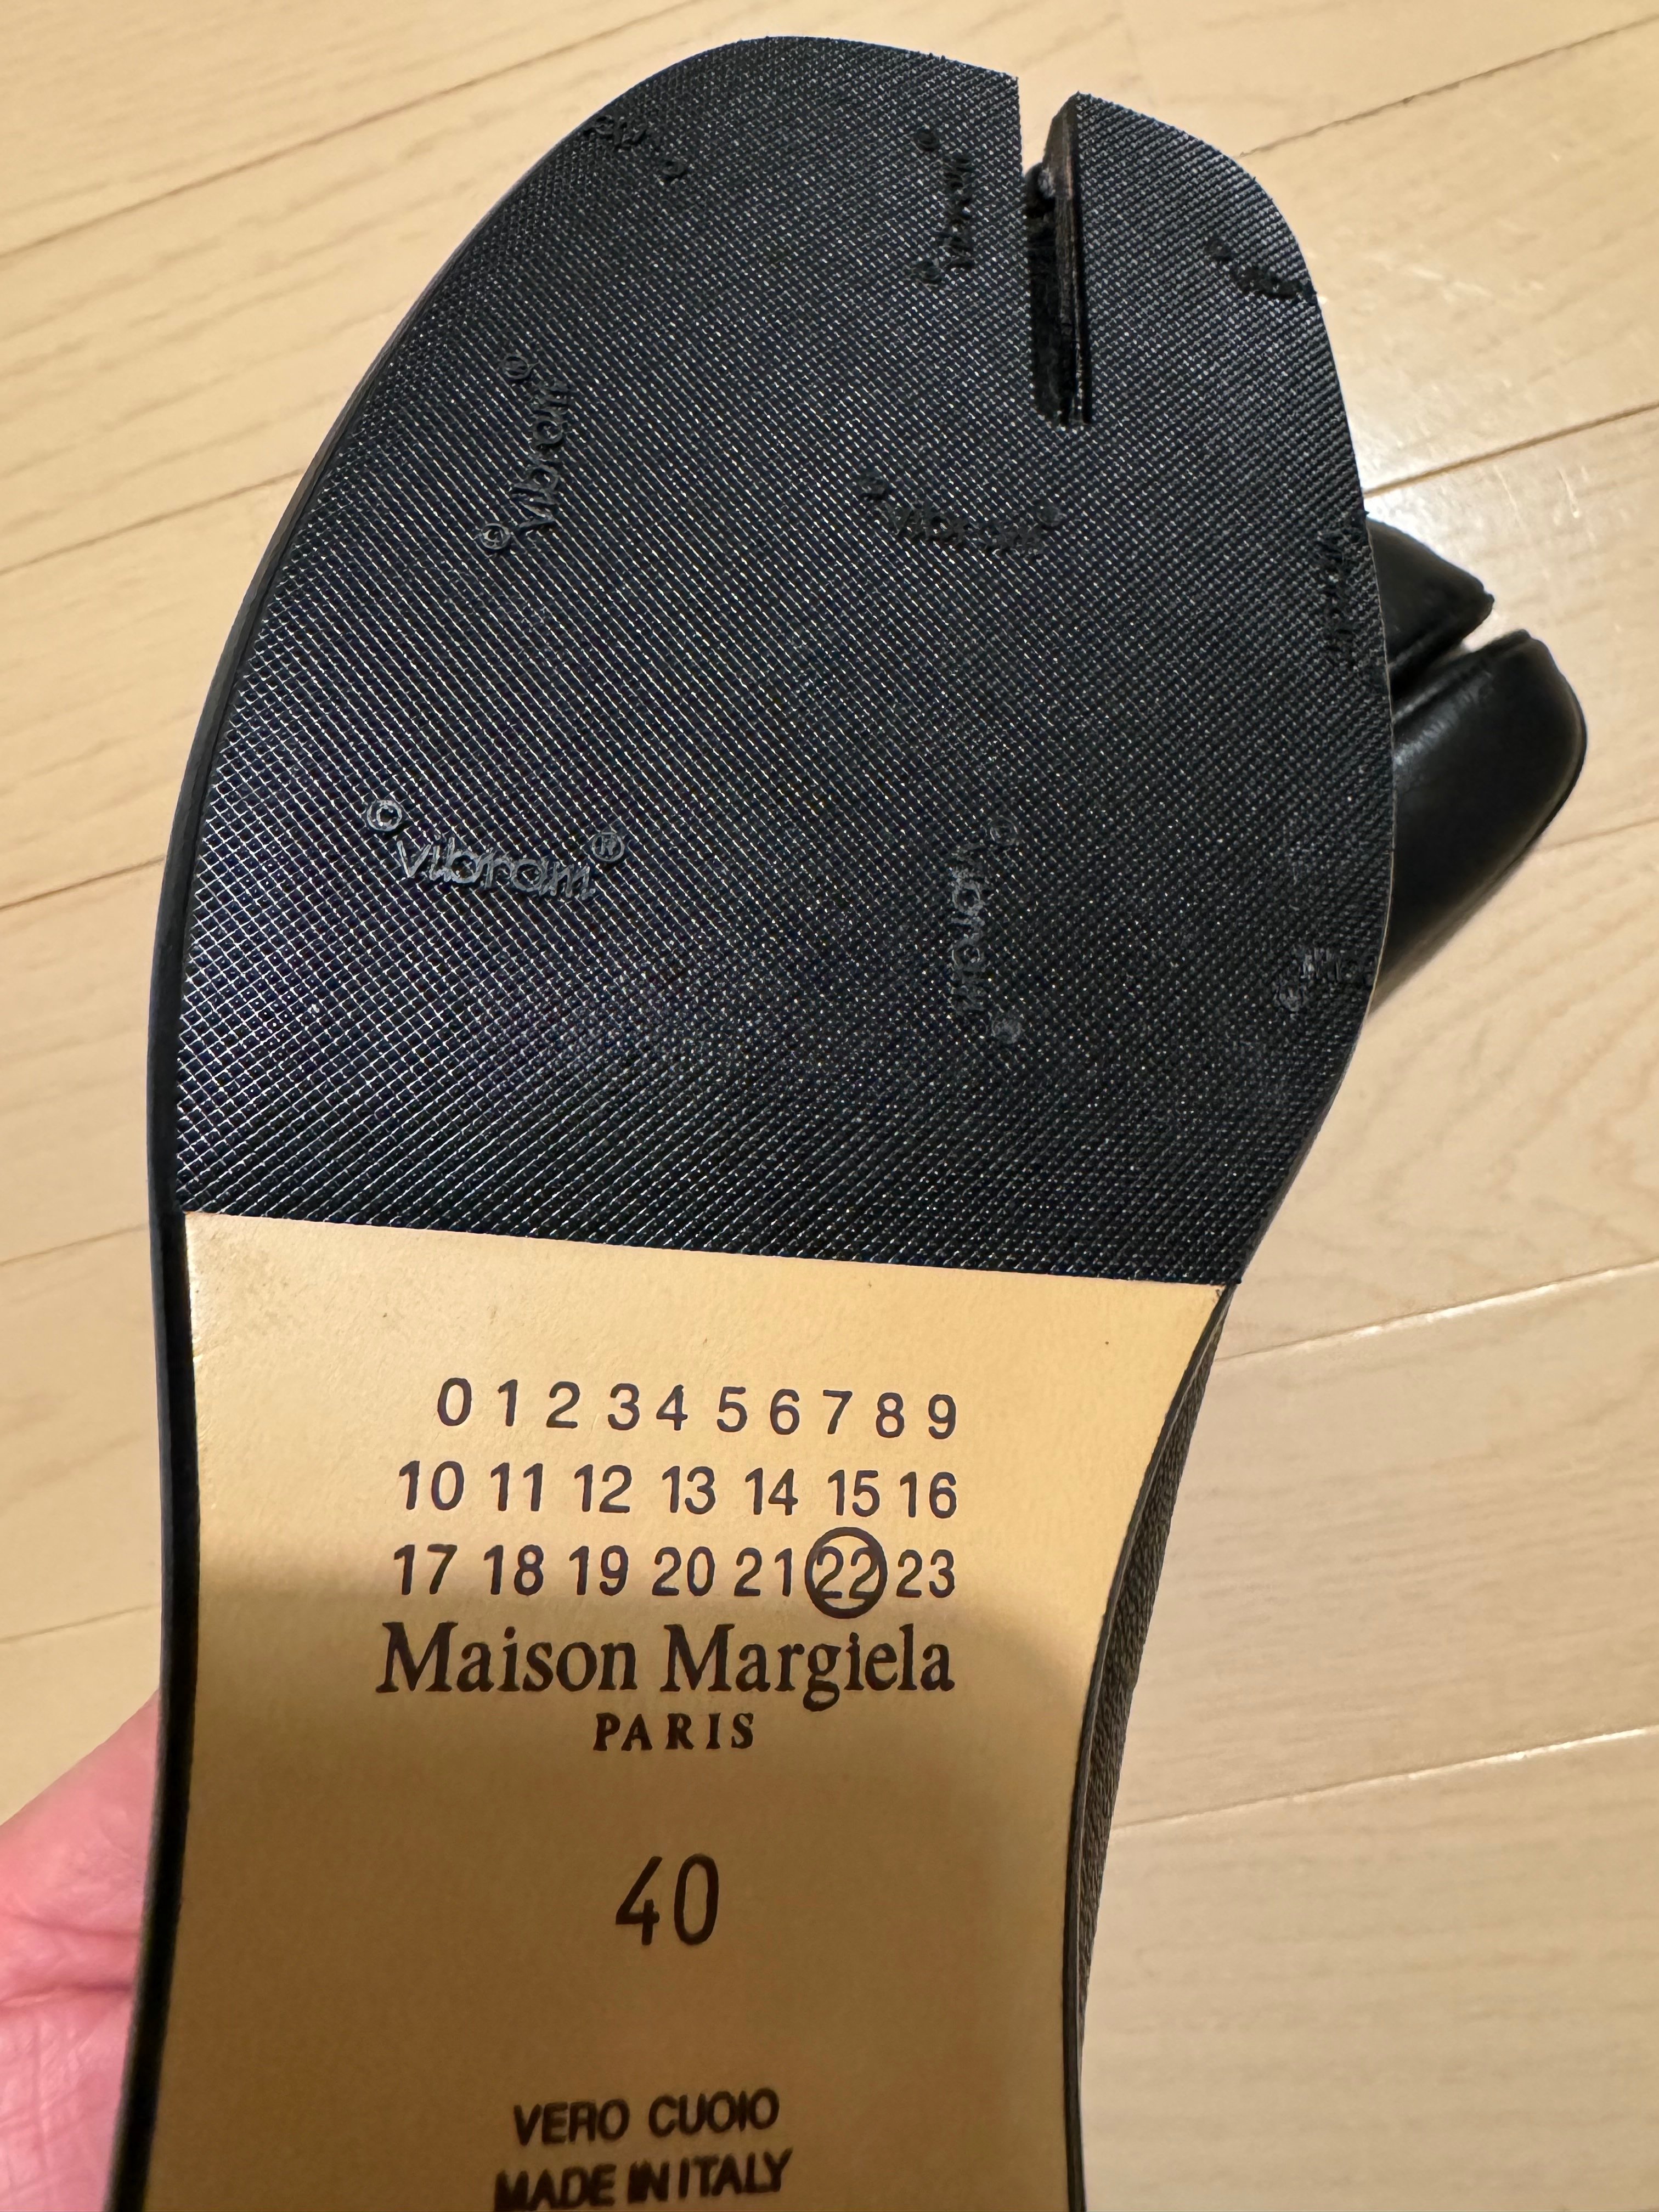 ©vibram®
©vibram®
©vibram
0 1 2 3 4 5 6 7 8 9
10 11 12 13 14 15 16
17 18 19 20 21 22 23
Maison Margiela
PARIS
40
VERO CUOIO
MADE IN ITALY